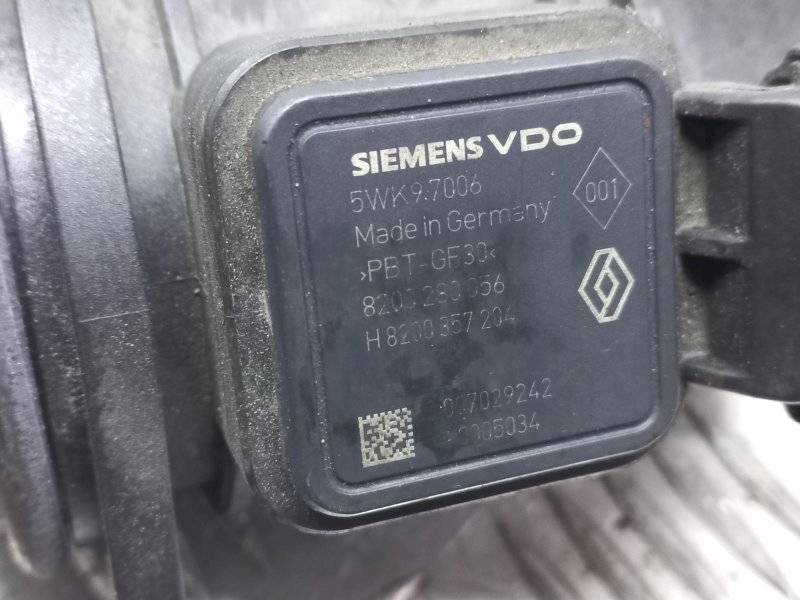 SIEMENS VDO
5WK9.7006
001
Made in Germany
>PBT-GF30<
8200 280 056
H 8200 357 204